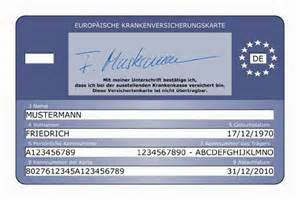 EUROPÄISCHE KRANKENVERSICHERUNGSKARTE
F. Mustermann
DE
Mit meiner Unterschrift bestätige ich,
dass ich bei der ausstellenden Krankenkasse versichert bin.
Diese Versichertenkarte ist nicht übertragbar.
3 Name
MUSTERMANN
4 Vornamen 5 Geburtsdatum
FRIEDRICH 17/12/1970
6 Persönliche Kennnummer 7 Kennnummer des Trägers
A123456789 1234567890 - ABCDEFGHIJKL
8 Kennnummer der Karte 9 Ablaufdatum
8027612345A123456789 31/12/2010